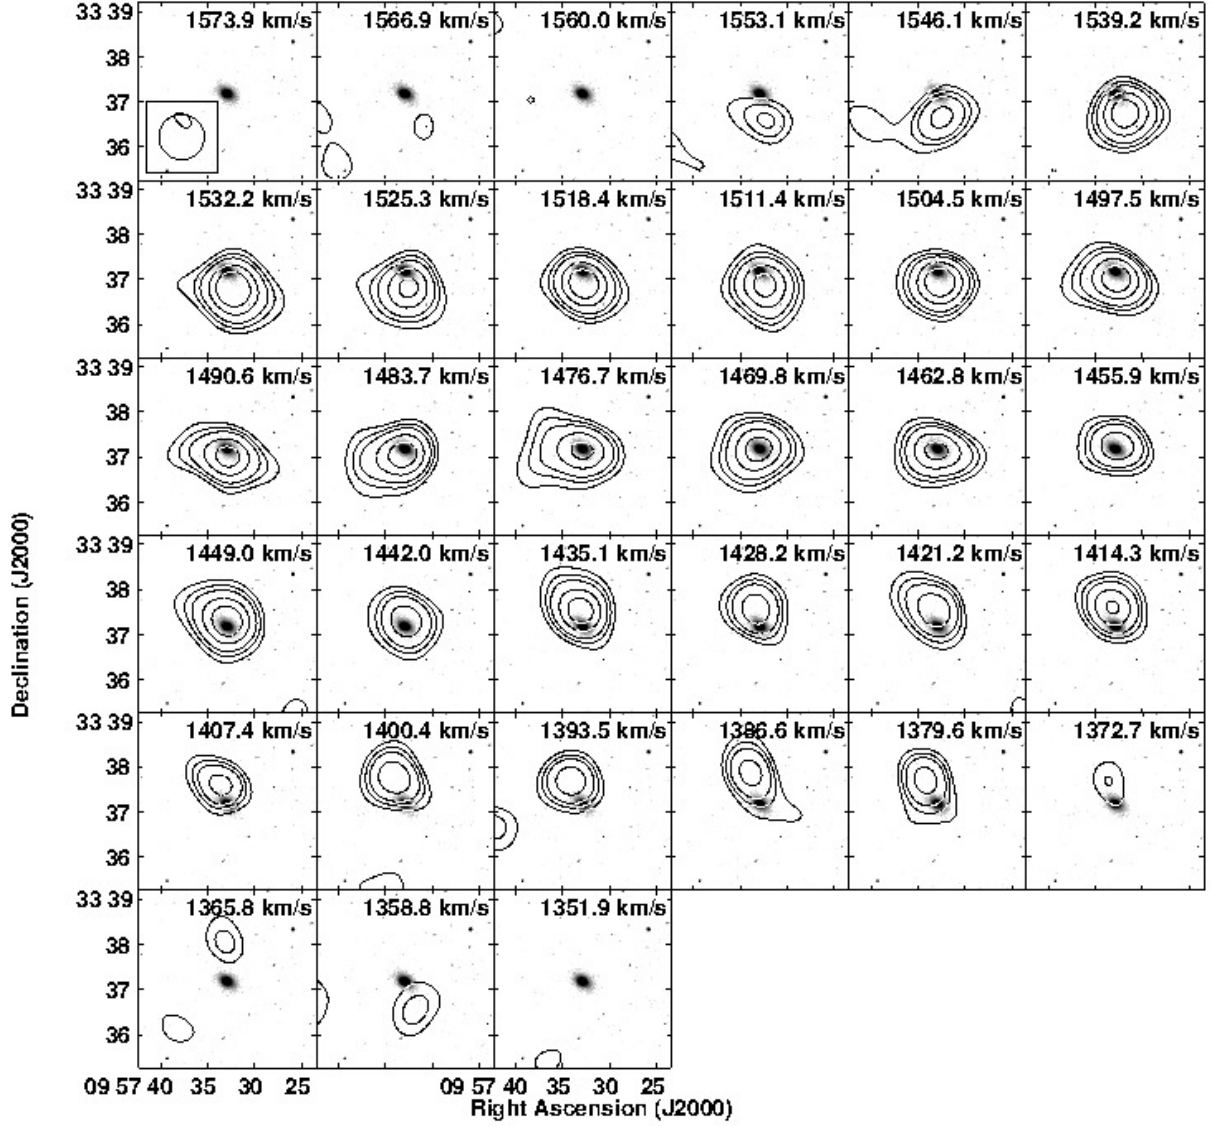 33 39 1573.9 km/s 1566.9 km/s 1560.0 km/s 1553.1 km/s 1546.1 km/s 1539.2 km/s
38
37
36
33 39 1532.2 km/s 1525.3 km/s 1518.4 km/s 1511.4 km/s 1504.5 km/s 1497.5 km/s
38
37
36
33 39 1490.6 km/s 1483.7 km/s 1476.7 km/s 1469.8 km/s 1462.8 km/s 1455.9 km/s
38
37
36
33 39 1449.0 km/s 1442.0 km/s 1435.1 km/s 1428.2 km/s 1421.2 km/s 1414.3 km/s
38
37
36
33 39 1407.4 km/s 1400.4 km/s 1393.5 km/s 1386.6 km/s 1379.6 km/s 1372.7 km/s
38
37
36
33 39 1365.8 km/s 1358.8 km/s 1351.9 km/s
38
37
36
09 57 40 35 30 25 09 57 40 35 30 25
Right Ascension (J2000)
Declination (J2000)